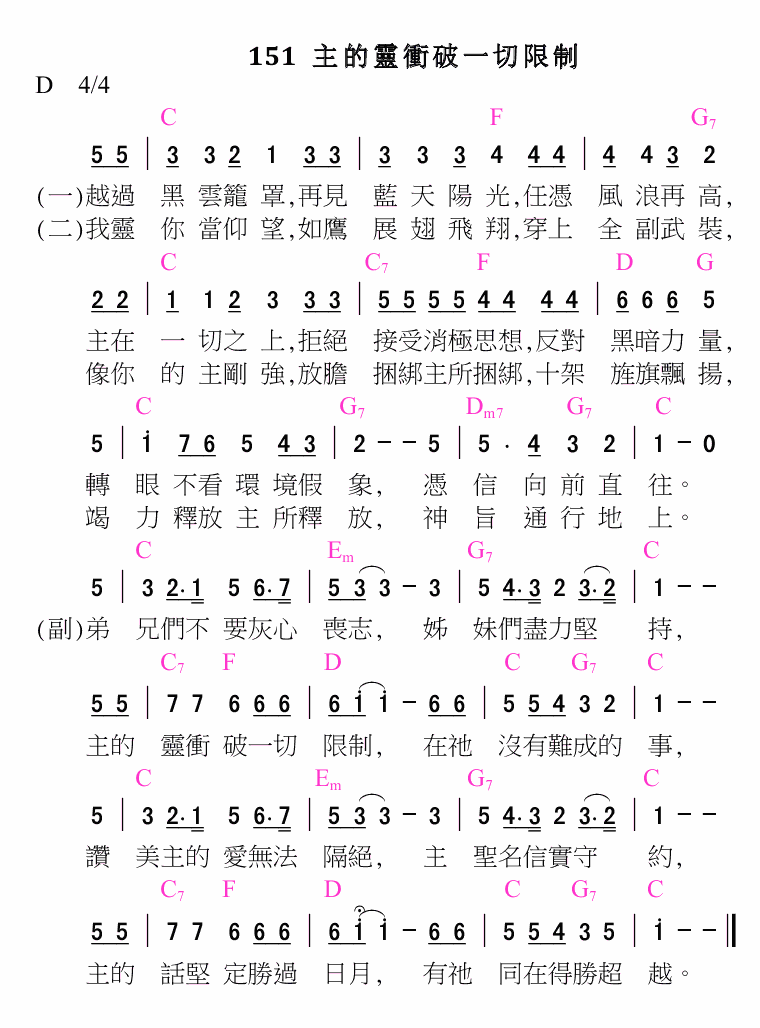 151 主的靈衝破一切限制
D 4/4
C F G7
5 5 | 3 3 2 1 3 3 | 3 3 3 4 4 4 | 4 4 3 2
(一)越過 黑雲籠罩,再見 藍天陽光,任憑 風浪再高,
(二)我靈 你當仰望,如鷹 展翅飛翔,穿上 全副武裝,
C C7 F D G
2 2 | 1 1 2 3 3 3 | 5 5 5 5 4 4 4 4 | 6 6 6 5
主在 一切之上,拒絕 接受消極思想,反對 黑暗力量,
像你 的主剛強,放膽 捆綁主所捆綁,十架 旌旗飄揚,
C G7 Dm7 G7 C
5 | i 7 6 5 4 3 | 2 - - 5 | 5 · 4 3 2 | 1 - 0
轉 眼不看環境假 象, 憑 信向前直 往。
竭 力釋放主所釋 放, 神 旨通行地 上。
C Em G7 C
5 | 3 2· 1 5 6· 7 | 5 3 3 - 3 | 5 4· 3 2 3· 2 | 1 - -
(副)弟 兄們不要灰心 喪志, 姊 妹們盡力堅 持,
C7 F D C G7 C
5 5 | 7 7 6 6 6 | 6 i i - 6 6 | 5 5 4 3 2 | 1 - -
主的 靈衝破一切 限制, 在祂 沒有難成的 事,
C Em G7 C
5 | 3 2· 1 5 6· 7 | 5 3 3 - 3 | 5 4· 3 2 3· 2 | 1 - -
讚 美主的愛無法 隔絕, 主 聖名信實守 約,
C7 F D C G7 C
5 5 | 7 7 6 6 6 | 6 i i - 6 6 | 5 5 4 3 5 | i - - ‖
主的 話堅定勝過 日月, 有祂 同在得勝超 越。